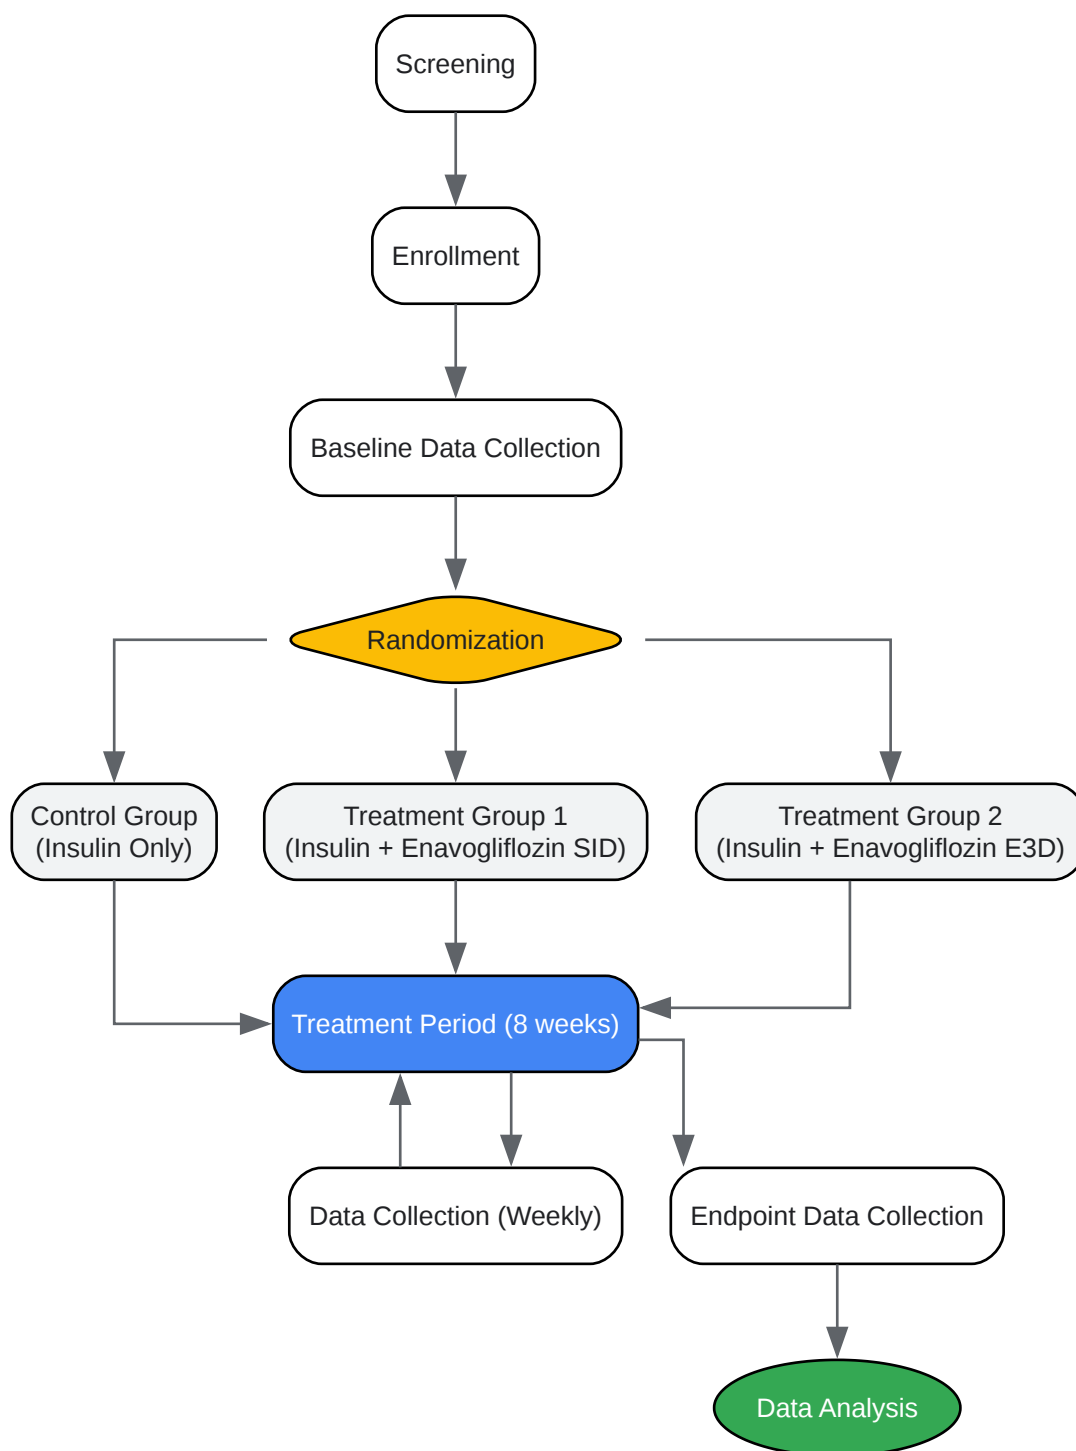 Screening
Enrollment
Baseline Data Collection
Randomization
Control Group
(Insulin Only)
Treatment Group 1
(Insulin + Enavogliflozin SID)
Treatment Group 2
(Insulin + Enavogliflozin E3D)
Treatment Period (8 weeks)
Data Collection (Weekly)
Endpoint Data Collection
Data Analysis